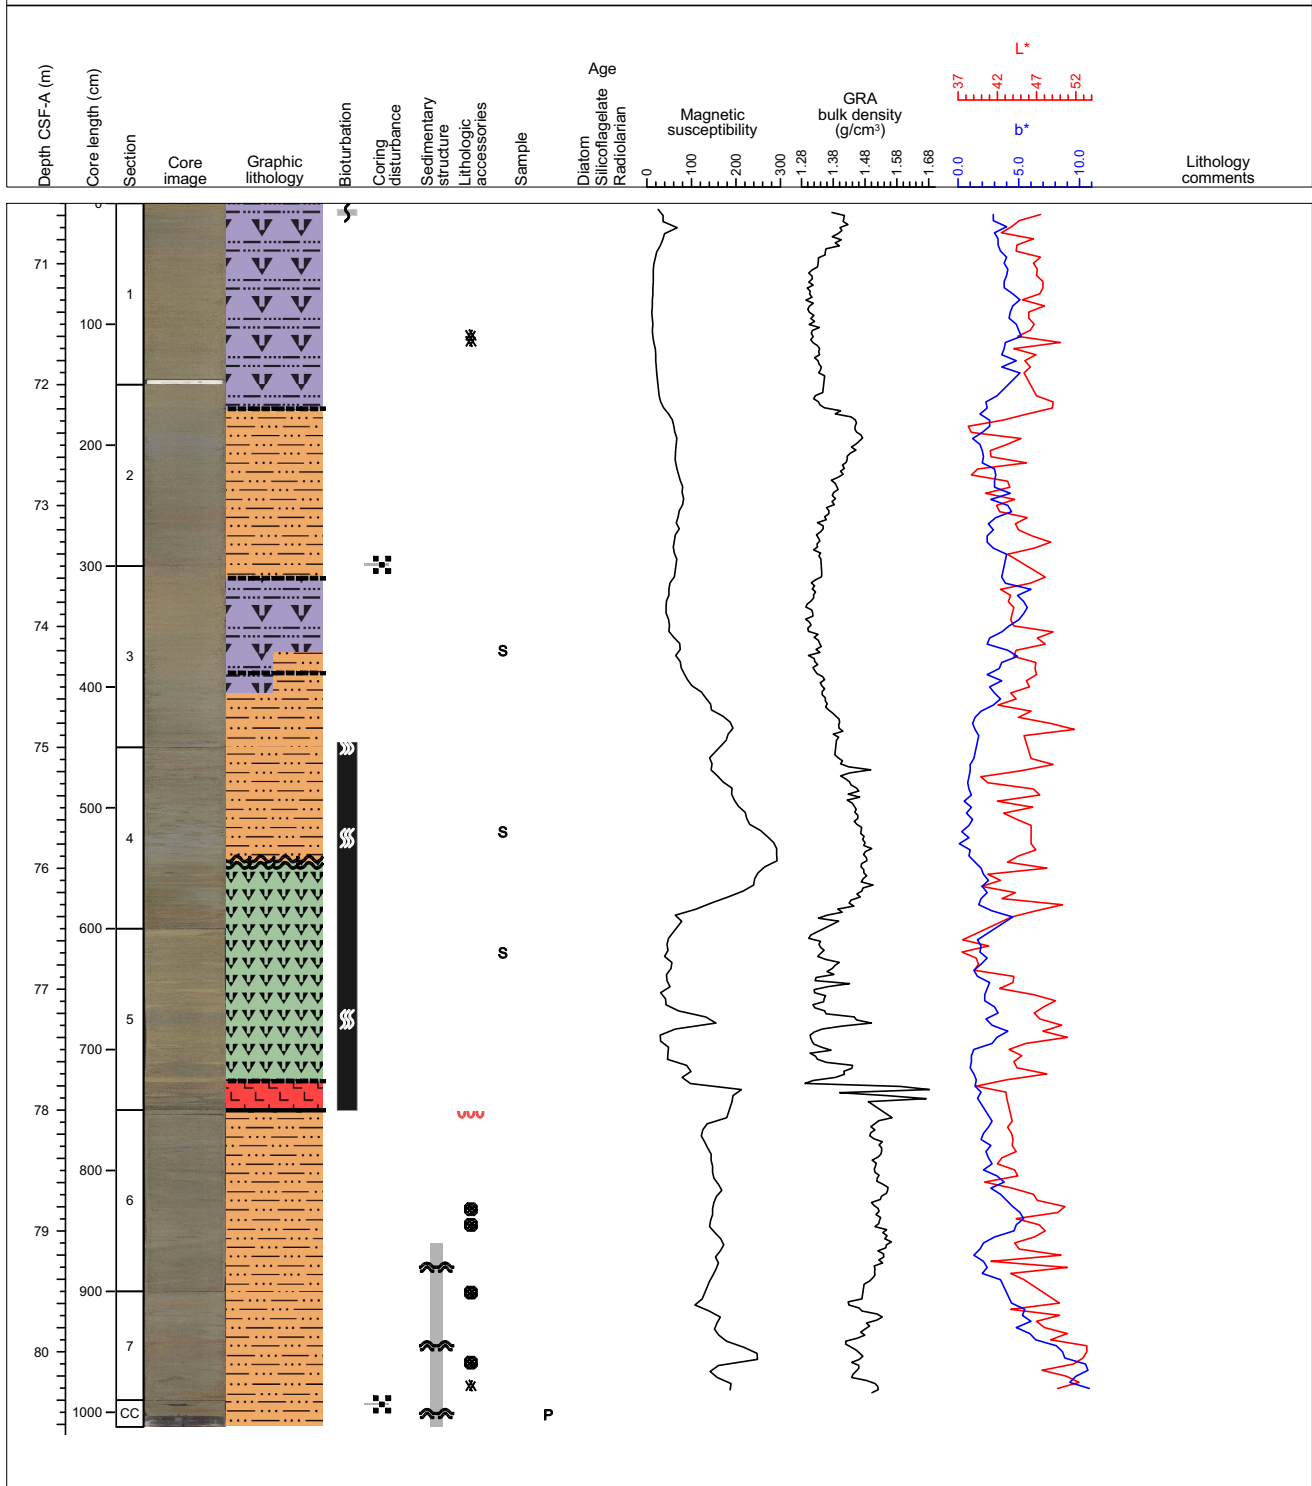 Depth CSF-A (m)
Core length (cm)
Section
Core
image
Graphic
lithology
Bioturbation
Coring
disturbance
Sedimentary
structure
Lithologic
accessories
Sample
Age
Diatom
Silicoflagelate
Radiolarian
Magnetic
susceptibility
0 100 200 300
GRA
bulk density
(g/cm³)
1.28 1.38 1.48 1.58 1.68
L*
37 42 47 52
b*
0.0 5.0 10.0
Lithology
comments
0
71
1
100
72
200
2
73
300
74
3
S
400
75
500
4
S
76
600
S
77
5
700
78
800
6
79
900
7
80
1000
CC
P